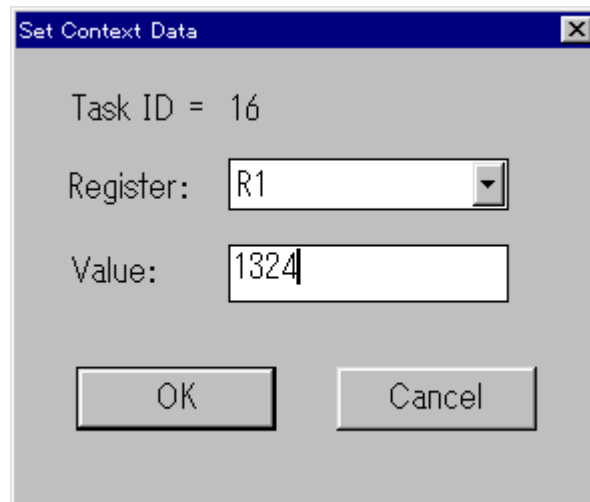 Set Context Data
Task ID = 16
Register: R1
Value: 1324
OK Cancel